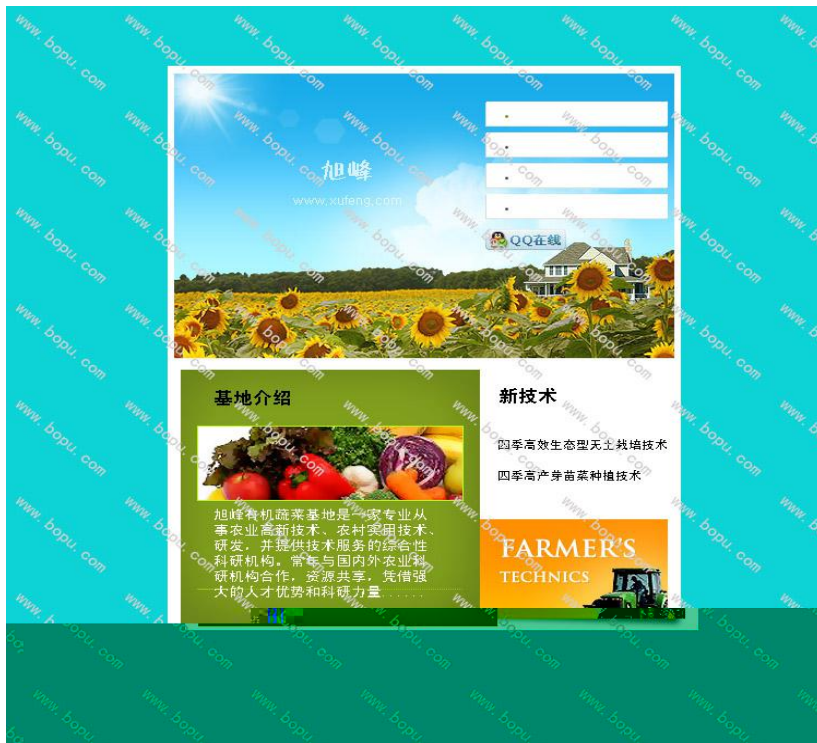 旭峰
www.xufeng.com
QQ在线
基地介绍
旭峰有机蔬菜基地是一家专业从
事农业高新技术、农村实用技术、
研发，并提供技术服务的综合性
科研机构。常年与国内外农业科
研机构合作，资源共享，凭借强
大的人才优势和科研力量......
新技术
四季高效生态型无土栽培技术
四季高产芽苗菜种植技术
FARMER'S
TECHNICS
www.bopu.com